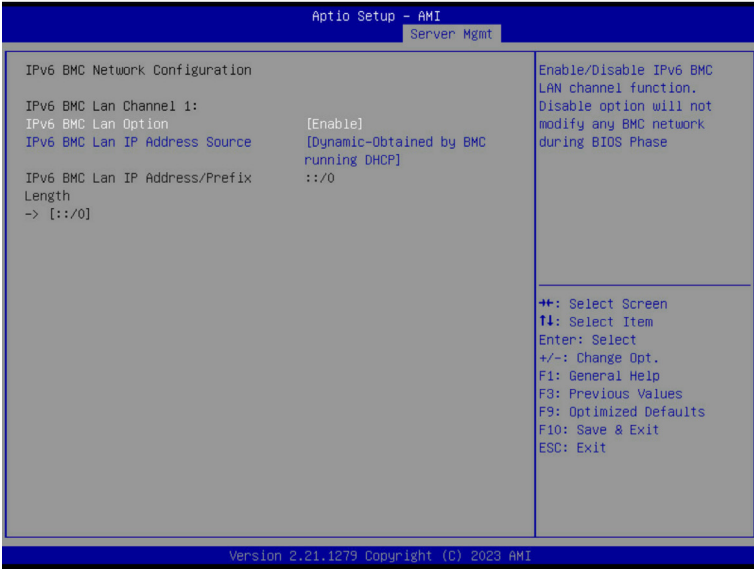 Aptio Setup – AMI
Server Mgmt
IPv6 BMC Network Configuration
IPv6 BMC Lan Channel 1:
IPv6 BMC Lan Option [Enable]
IPv6 BMC Lan IP Address Source [Dynamic-Obtained by BMC
running DHCP]
IPv6 BMC Lan IP Address/Prefix ::/0
Length
-> [::/0]
Enable/Disable IPv6 BMC
LAN channel function.
Disable option will not
modify any BMC network
during BIOS Phase
→←: Select Screen
↑↓: Select Item
Enter: Select
+/-: Change Opt.
F1: General Help
F3: Previous Values
F9: Optimized Defaults
F10: Save & Exit
ESC: Exit
Version 2.21.1279 Copyright (C) 2023 AMI